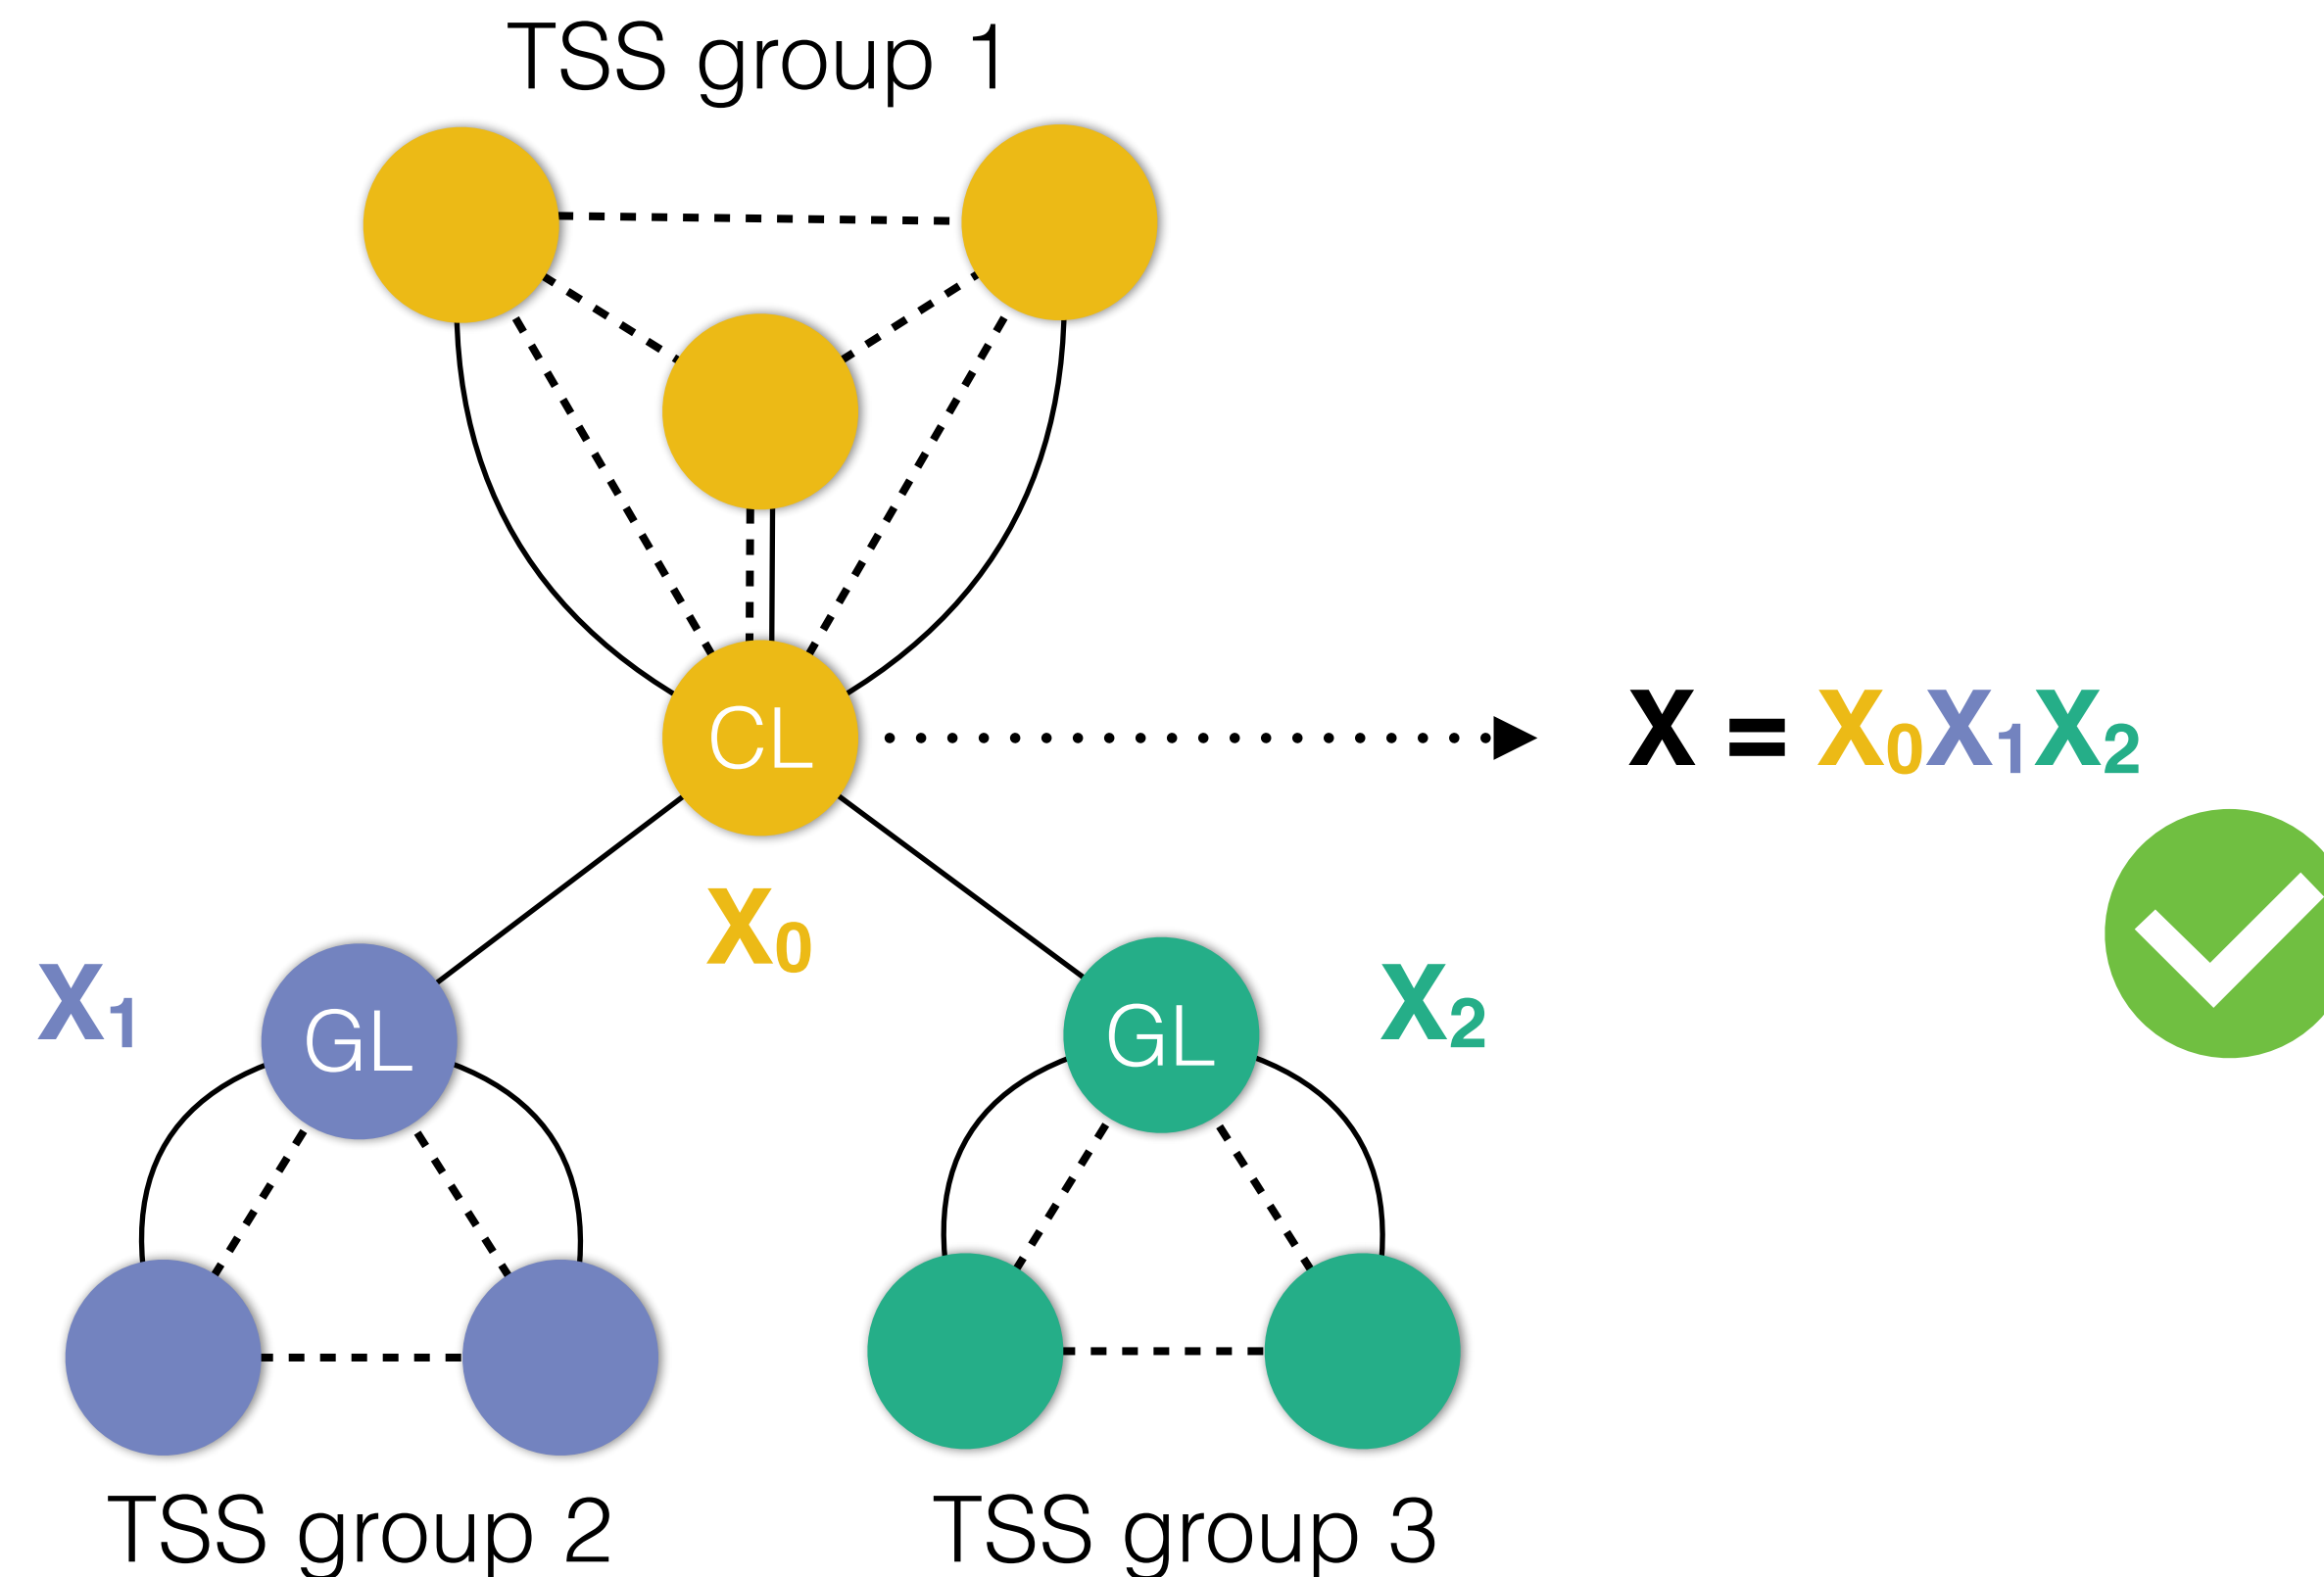 TSS group 1
CL
X = X₀X₁X₂
X₀
X₁
GL
GL
X₂
TSS group 2
TSS group 3